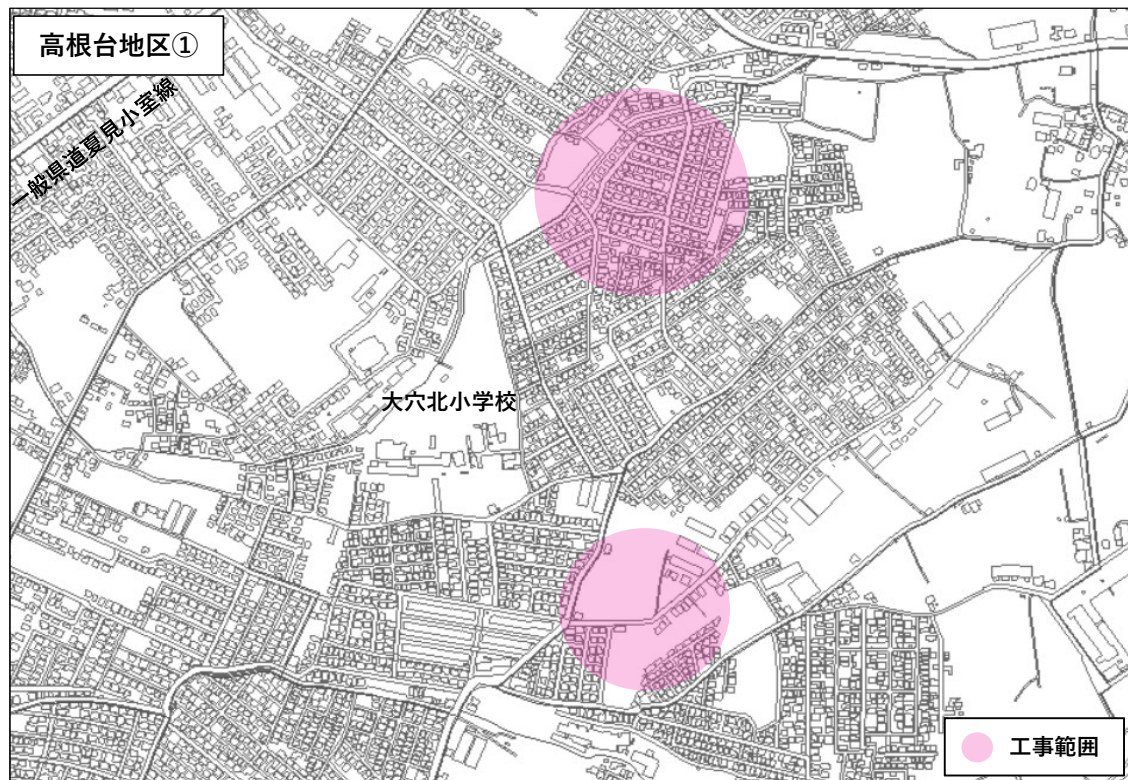 高根台地区①
一般県道夏見小室線
大穴北小学校
工事範囲